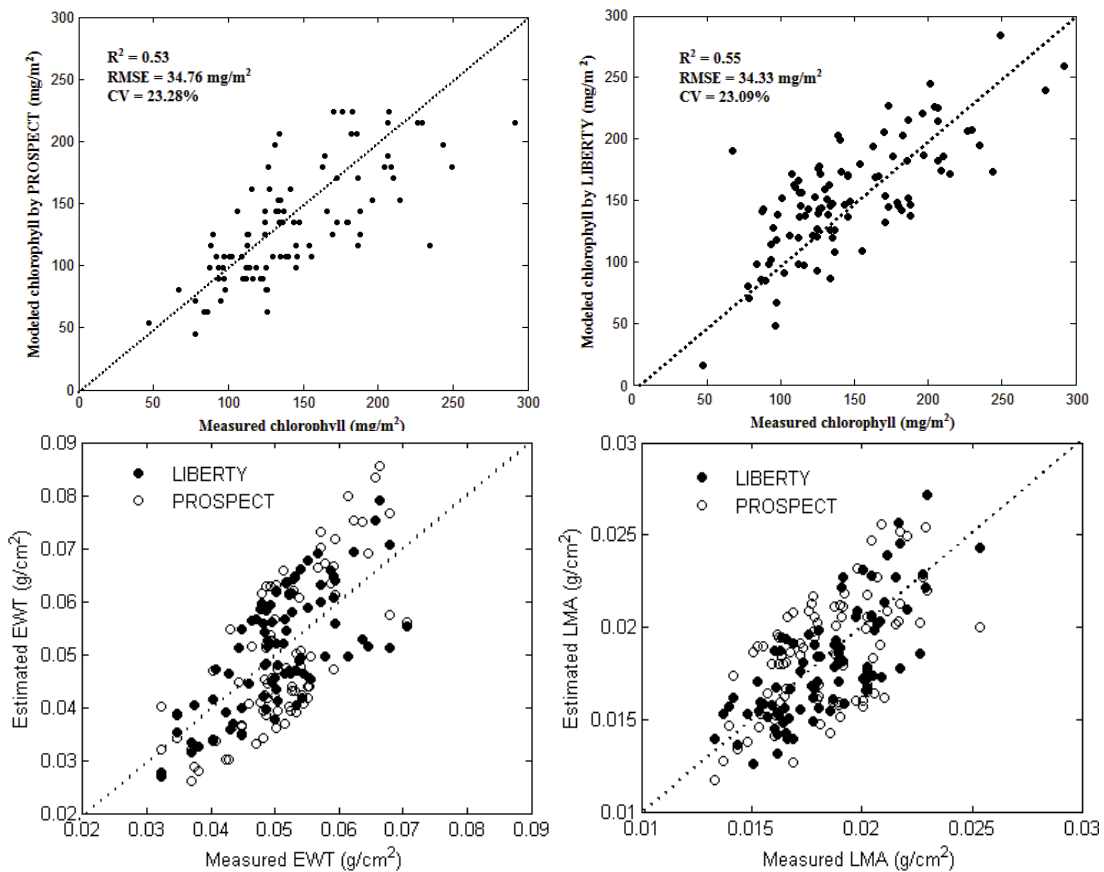 300
250
200
150
100
50
0
Modeled chlorophyll by PROSPECT (mg/m²)
R² = 0.53
RMSE = 34.76 mg/m²
CV = 23.28%
0 50 100 150 200 250 300
Measured chlorophyll (mg/m²)
300
250
200
150
100
50
0
Modeled chlorophyll by LIBERTY (mg/m²)
R² = 0.55
RMSE = 34.33 mg/m²
CV = 23.09%
0 50 100 150 200 250 300
Measured chlorophyll (mg/m²)
0.09
0.08
0.07
0.06
0.05
0.04
0.03
0.02
Estimated EWT (g/cm²)
LIBERTY
PROSPECT
0.02 0.03 0.04 0.05 0.06 0.07 0.08 0.09
Measured EWT (g/cm²)
0.03
0.025
0.02
0.015
0.01
Estimated LMA (g/cm²)
LIBERTY
PROSPECT
0.01 0.015 0.02 0.025 0.03
Measured LMA (g/cm²)